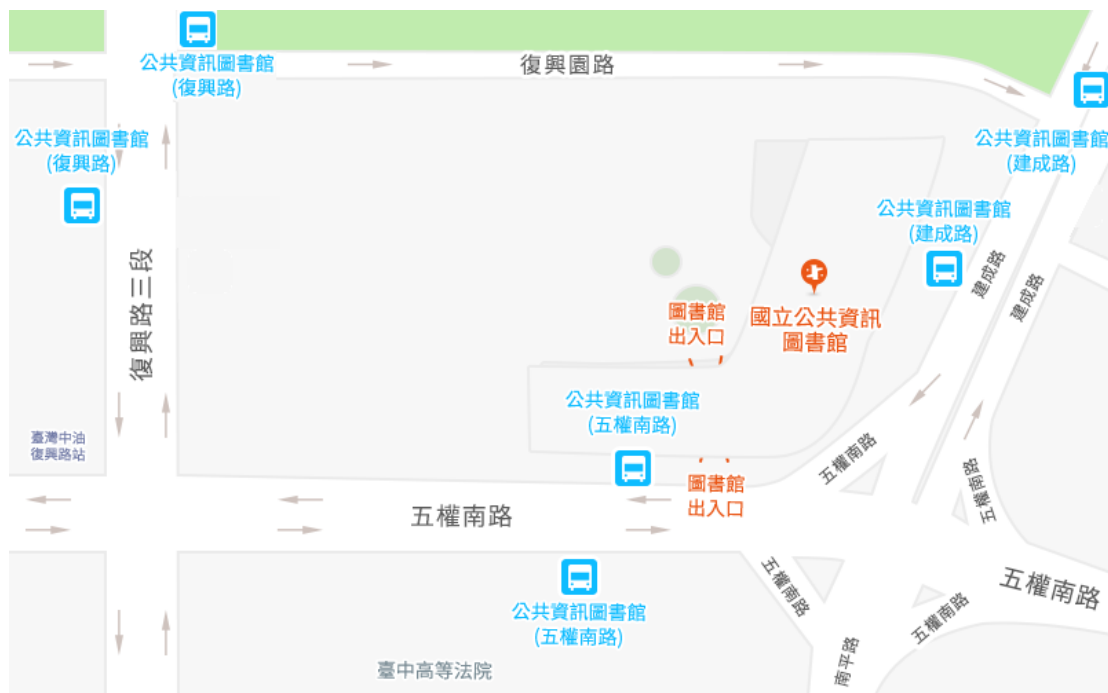 公共資訊圖書館
(復興路)
復興園路
公共資訊圖書館
(復興路)
公共資訊圖書館
(建成路)
公共資訊圖書館
(建成路)
復興路三段
建成路
建成路
圖書館
出入口
國立公共資訊
圖書館
公共資訊圖書館
(五權南路)
臺灣中油
復興路站
五權南路
五權南路
圖書館
出入口
五權南路
五權南路
五權南路
五權南路
公共資訊圖書館
(五權南路)
南平路
臺中高等法院